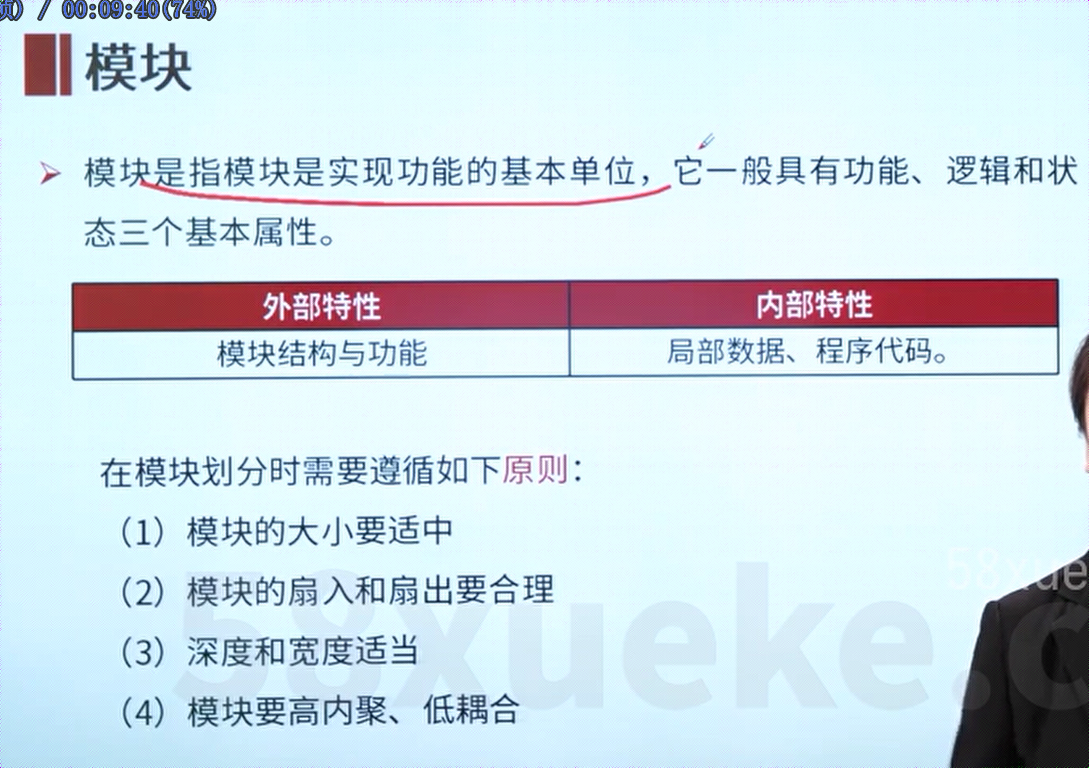 页) / 00:09:40(74%)
模块
模块是指模块是实现功能的基本单位，它一般具有功能、逻辑和状
态三个基本属性。
外部特性 内部特性
模块结构与功能 局部数据、程序代码。
在模块划分时需要遵循如下原则：
（1）模块的大小要适中
（2）模块的扇入和扇出要合理
（3）深度和宽度适当
（4）模块要高内聚、低耦合
58xue
58xueke.c